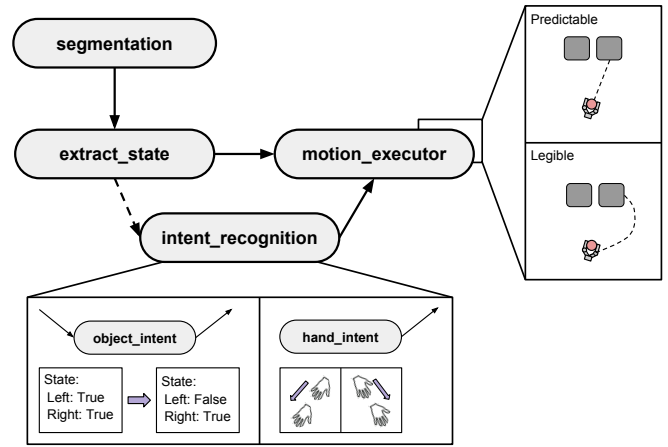 segmentation
extract_state
motion_executor
intent_recognition
Predictable
Legible
object_intent
State:
Left: True
Right: True
State:
Left: False
Right: True
hand_intent